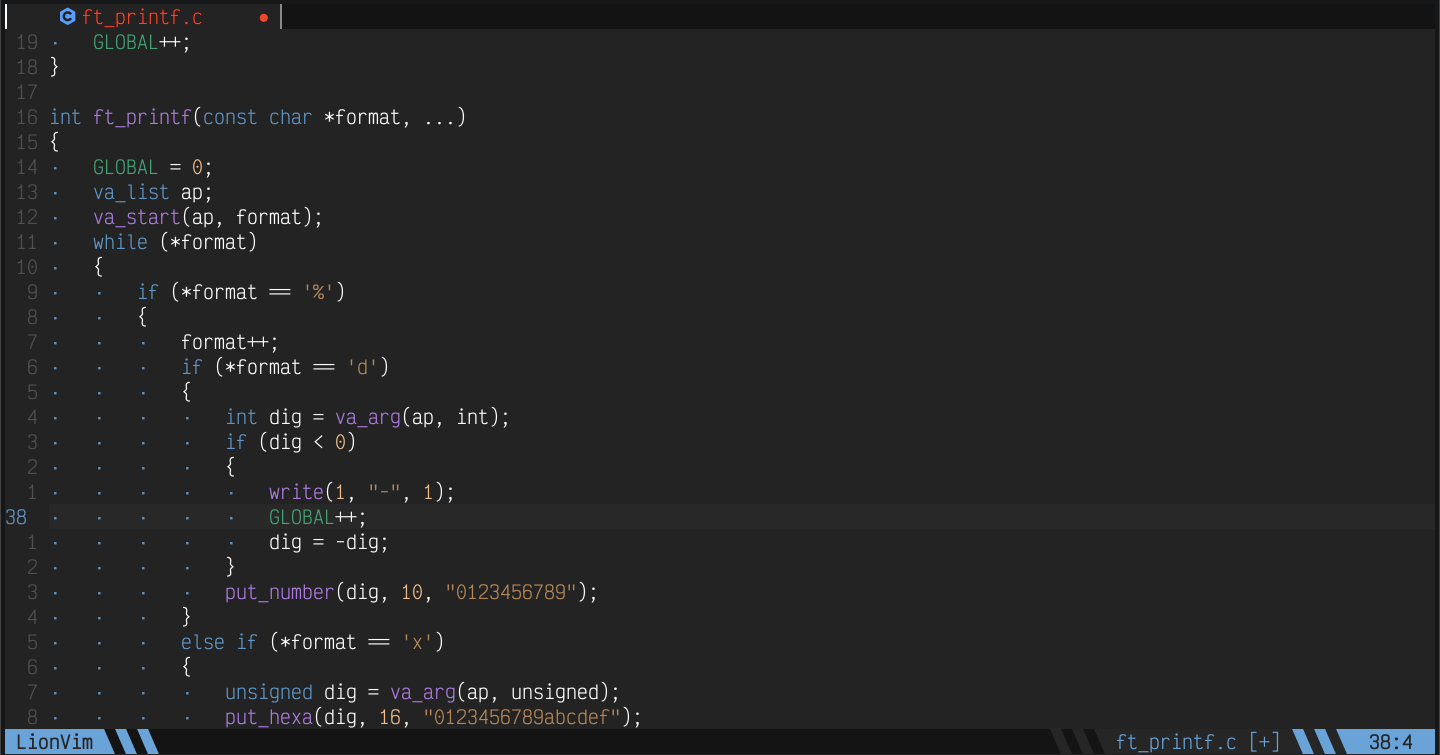 ft_printf.c
19 GLOBAL++;
18 }
17
16 int ft_printf(const char *format, ...)
15 {
14 GLOBAL = 0;
13 va_list ap;
12 va_start(ap, format);
11 while (*format)
10 {
9 if (*format == '%')
8 {
7 format++;
6 if (*format == 'd')
5 {
4 int dig = va_arg(ap, int);
3 if (dig < 0)
2 {
1 write(1, "-", 1);
38 GLOBAL++;
1 dig = -dig;
2 }
3 put_number(dig, 10, "0123456789");
4 }
5 else if (*format == 'x')
6 {
7 unsigned dig = va_arg(ap, unsigned);
8 put_hexa(dig, 16, "0123456789abcdef");
LionVim ft_printf.c [+] 38:4